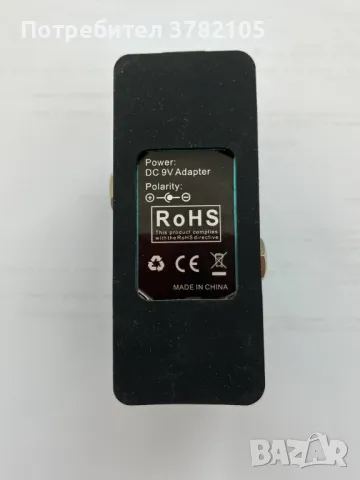 Потребител 3782105
Power:
DC 9V Adapter
Polarity:
RoHS
This product complies
with the RoHS directive
CE
MADE IN CHINA
BAZAR